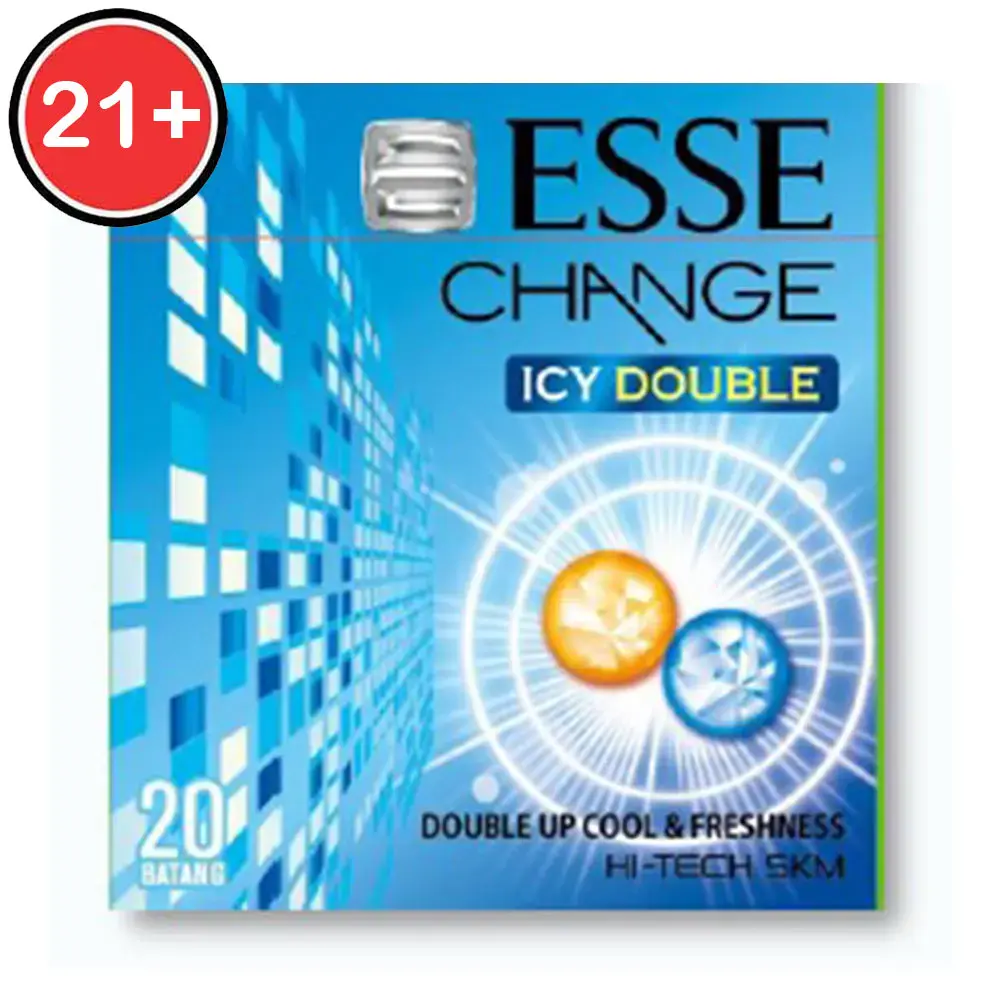 21+
ESSE
CHANGE
ICY DOUBLE
20
BATANG
DOUBLE UP COOL & FRESHNESS
HI-TECH SKM